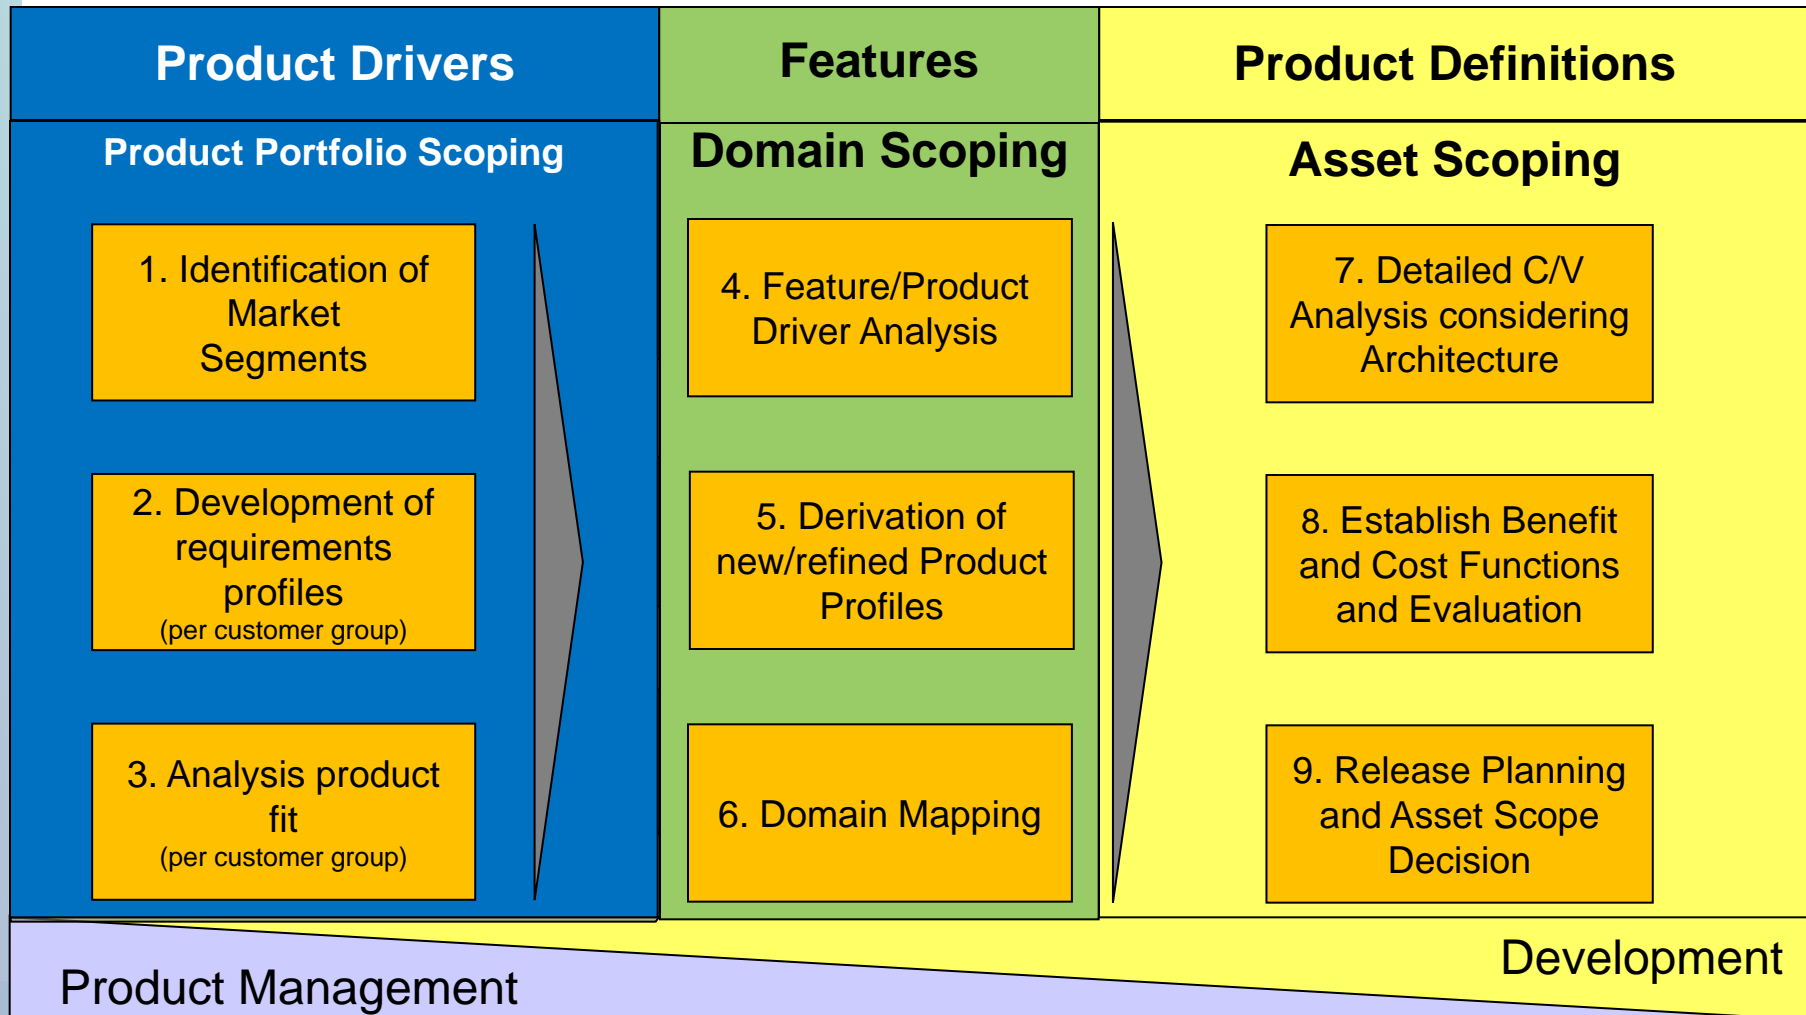 Product Drivers
Features
Product Definitions
Product Portfolio Scoping
Domain Scoping
Asset Scoping
1. Identification of
Market
Segments
2. Development of
requirements
profiles
(per customer group)
3. Analysis product
fit
(per customer group)
4. Feature/Product
Driver Analysis
5. Derivation of
new/refined Product
Profiles
6. Domain Mapping
7. Detailed C/V
Analysis considering
Architecture
8. Establish Benefit
and Cost Functions
and Evaluation
9. Release Planning
and Asset Scope
Decision
Product Management
Development